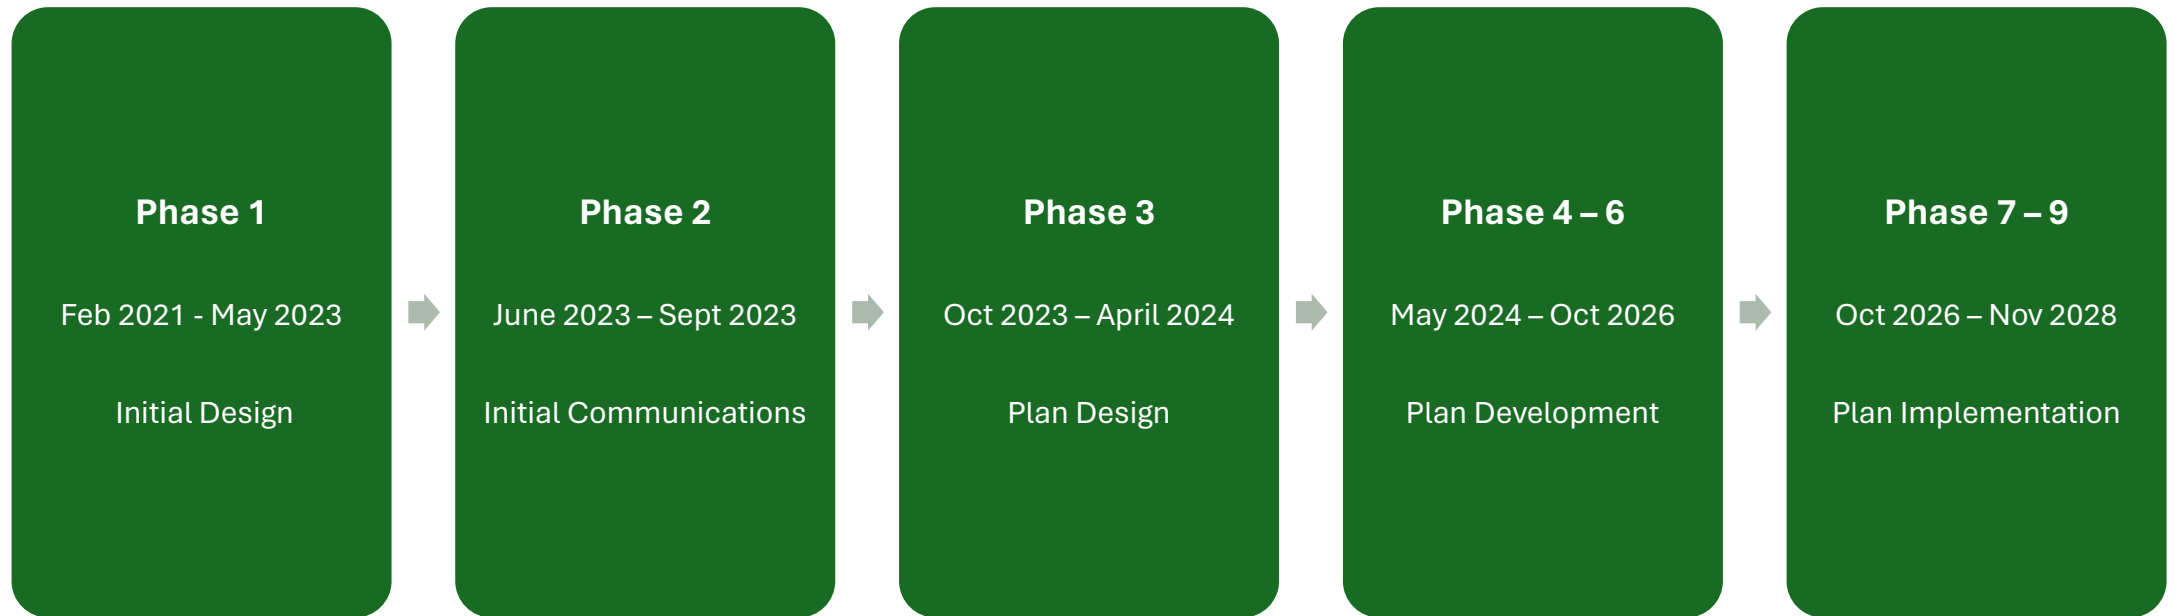 Phase 1
Feb 2021 - May 2023
Initial Design
Phase 2
June 2023 – Sept 2023
Initial Communications
Phase 3
Oct 2023 – April 2024
Plan Design
Phase 4 – 6
May 2024 – Oct 2026
Plan Development
Phase 7 – 9
Oct 2026 – Nov 2028
Plan Implementation